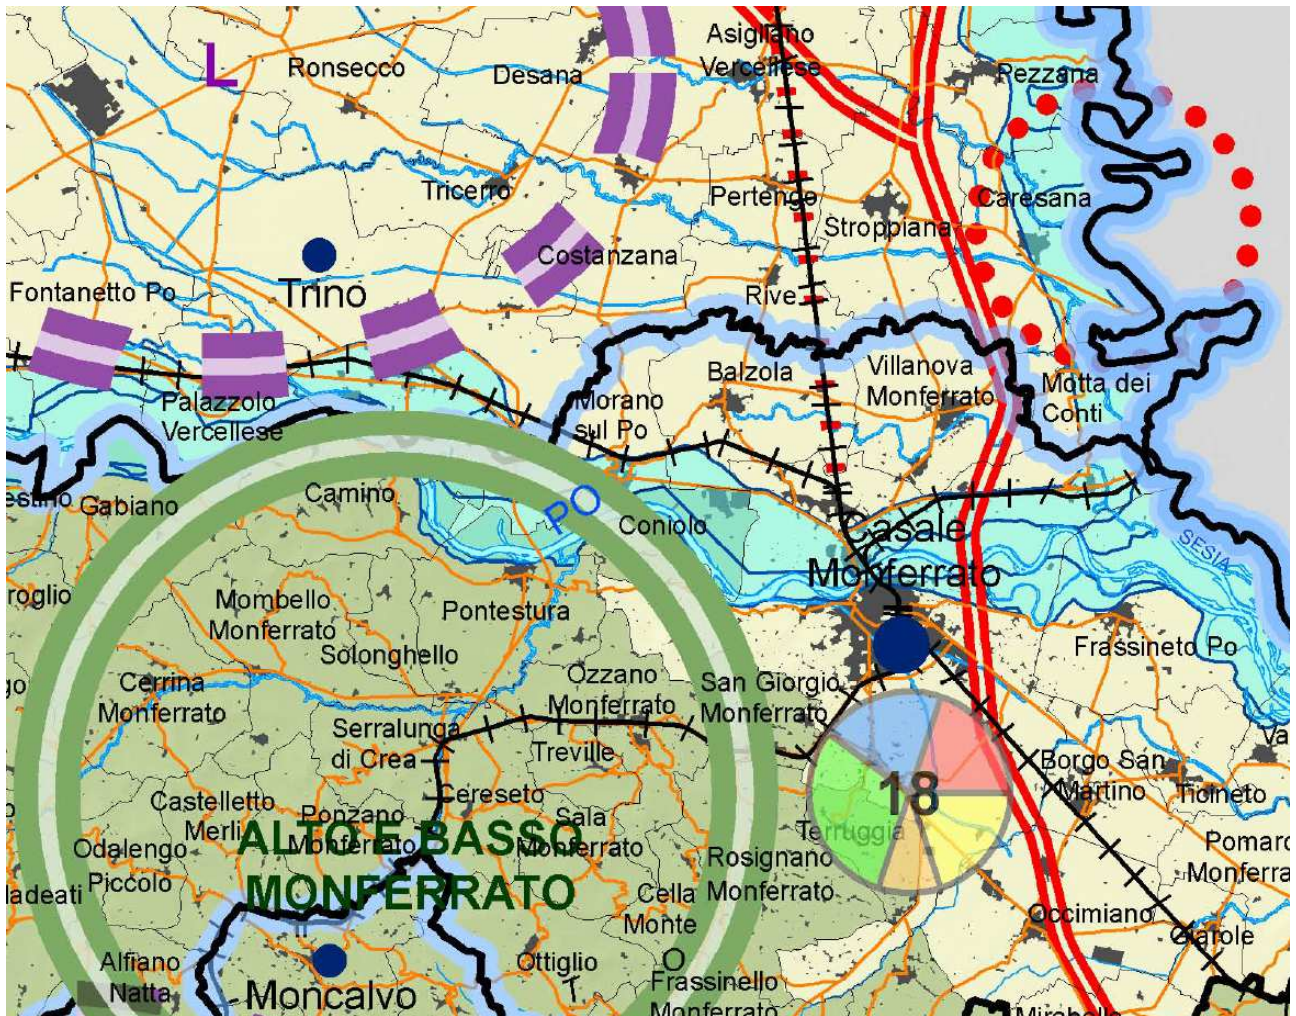 Asigliano
Vercellese
L
Ronsecco
Desana
Pezzana
Tricerro
Pertengo
Caresana
Stroppiana
Costanzana
Trino
Fontanetto Po
Rive
Balzola
Villanova
Monferrato
Motta dei
Conti
Palazzolo
Vercellese
Morano
sul Po
Camino
Gabiano
PO
Coniolo
Casale
Monferrato
SESIA
Mombello
Monferrato
Pontestura
Solonghello
Frassineto Po
Cerrina
Monferrato
Ozzano
Monferrato
San Giorgio
Monferrato
Serralunga
di Crea
Treville
Borgo San
Martino
Ticineto
18
Castelletto
Merli
Ponzano
Monferrato
Cereseto
Sala
Monferrato
Terruggia
ALTO E BASSO
MONFERRATO
Odalengo
Piccolo
Rosignano
Monferrato
Cella
Monte
Occimiano
Giarole
Alfiano
Natta
Moncalvo
Ottiglio
Frassinello
Monferrato